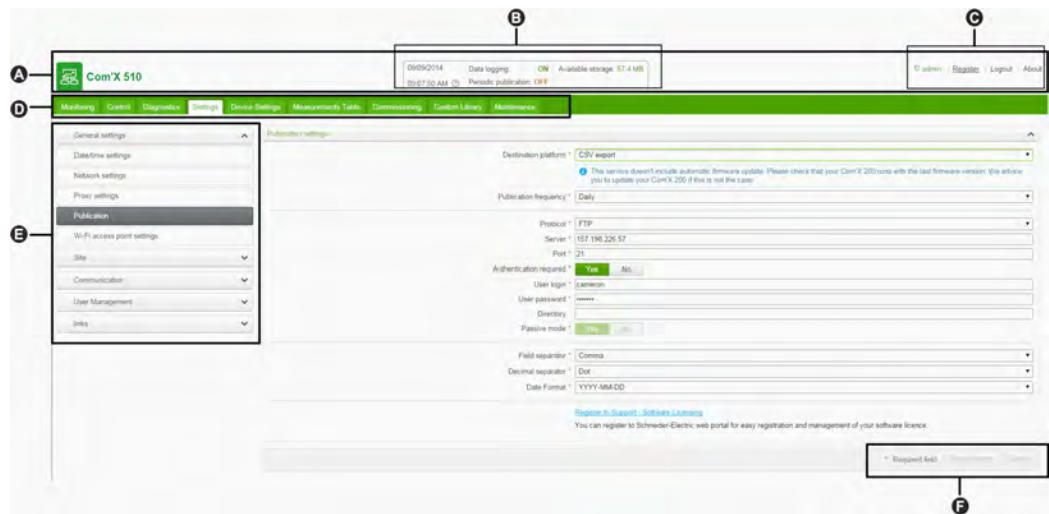 B
C
A
Com'X 510
09/09/2014 Data logging: ON Available storage: 57.4 MB
09:07:50 AM Periodic publication: OFF
admin Register Logout About
D
Monitoring Control Diagnostics Settings Device Settings Measurements Table Commissioning Custom Library Maintenance
E
General settings
Date/time settings
Network settings
Proxy settings
Publication
Wi-Fi access point settings
Site
Communication
User Management
links
Publication settings
Destination platform * CSV export
This service doesn't include automatic firmware update. Please check that your Com'X 200 runs with the last firmware version. We advice
you to update your Com'X 200 if this is not the case.
Publication frequency * Daily
Protocol * FTP
Server * 157.198.226.57
Port * 21
Authentication required * Yes No
User login * cameron
User password * •••••••
Directory
Passive mode * Yes No
Field separator * Comma
Decimal separator * Dot
Date Format * YYYY-MM-DD
Register to Support - Software Licensing
You can register to Schneider-Electric web portal for easy registration and management of your software licence.
* Required field
F